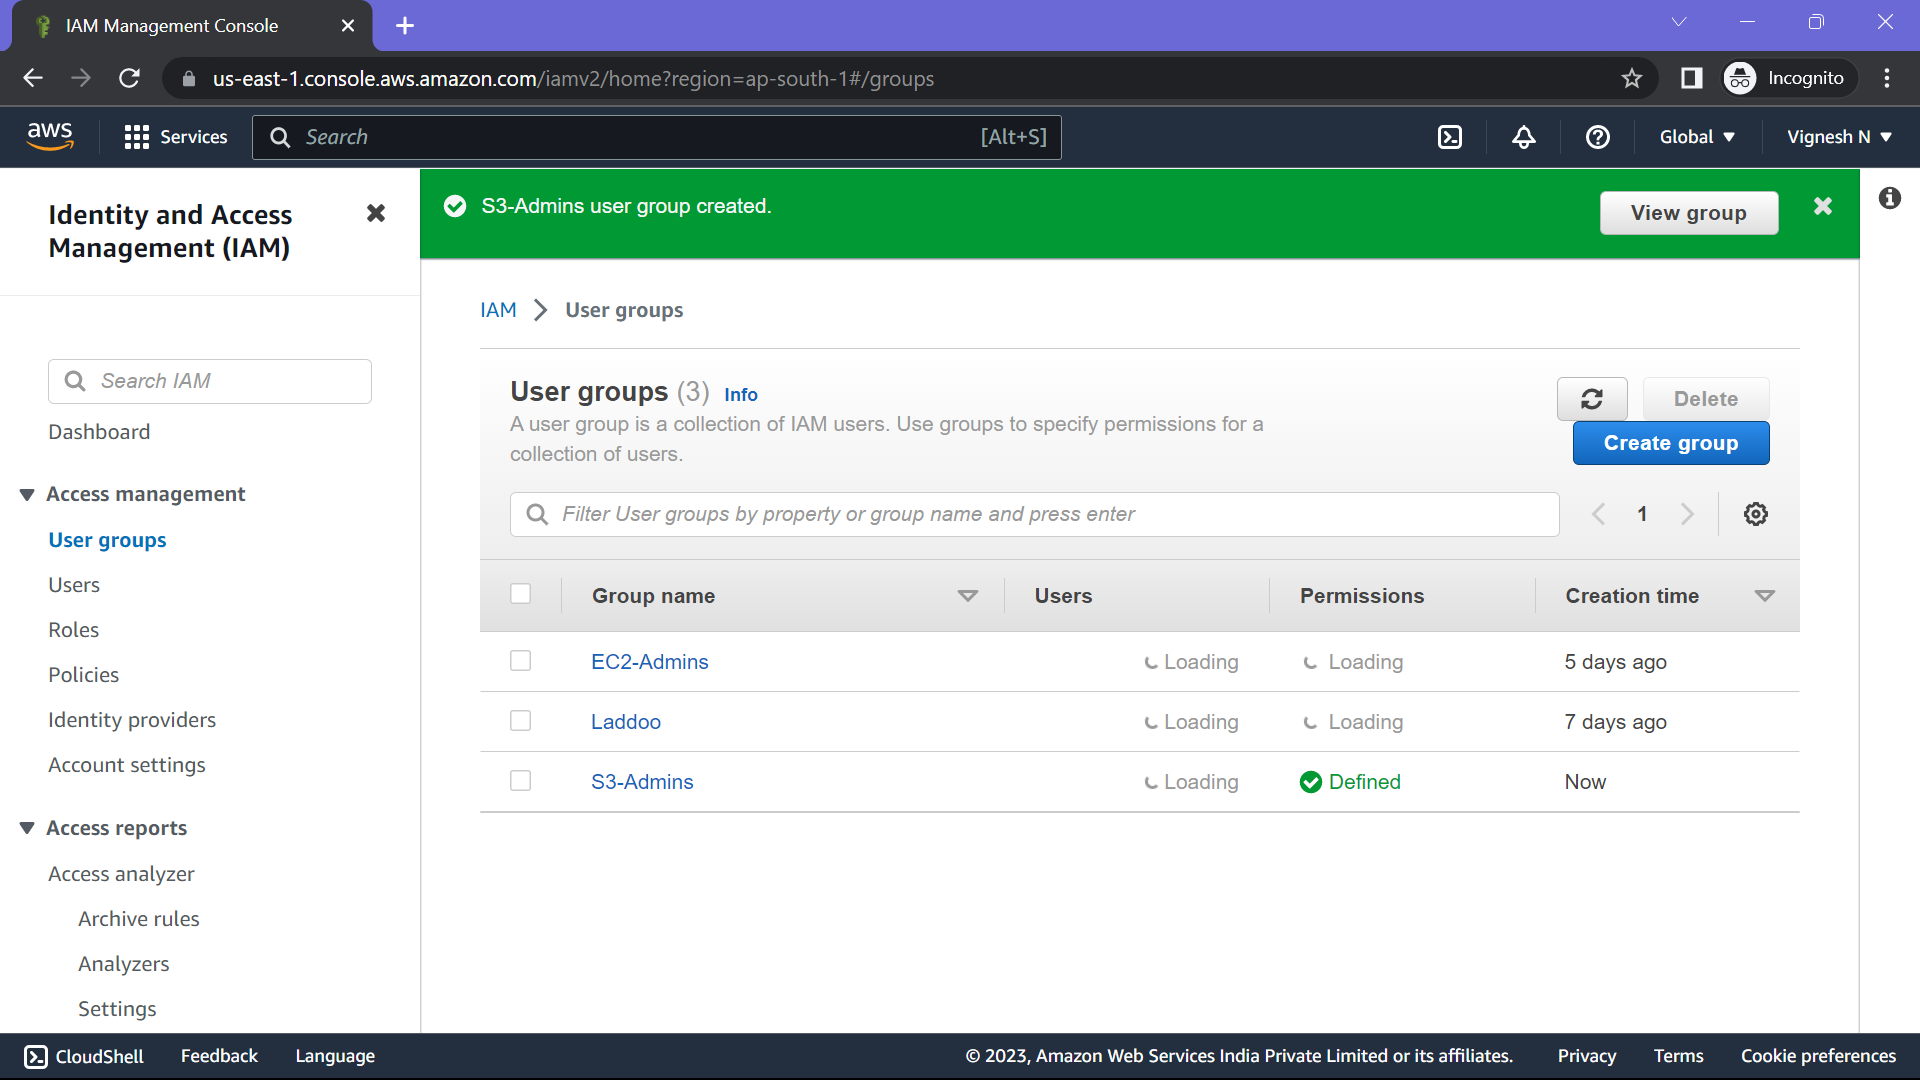 IAM Management Console
us-east-1.console.aws.amazon.com/iamv2/home?region=ap-south-1#/groups
Incognito
aws
Services
Search
[Alt+S]
Global
Vignesh N
Identity and Access
Management (IAM)
Search IAM
Dashboard
Access management
User groups
Users
Roles
Policies
Identity providers
Account settings
Access reports
Access analyzer
Archive rules
Analyzers
Settings
S3-Admins user group created.
View group
IAM
User groups
User groups (3) Info
A user group is a collection of IAM users. Use groups to specify permissions for a
collection of users.
Delete
Create group
Filter User groups by property or group name and press enter
1
Group name Users Permissions Creation time
EC2-Admins Loading Loading 5 days ago
Laddoo Loading Loading 7 days ago
S3-Admins Loading Defined Now
CloudShell Feedback Language © 2023, Amazon Web Services India Private Limited or its affiliates. Privacy Terms Cookie preferences